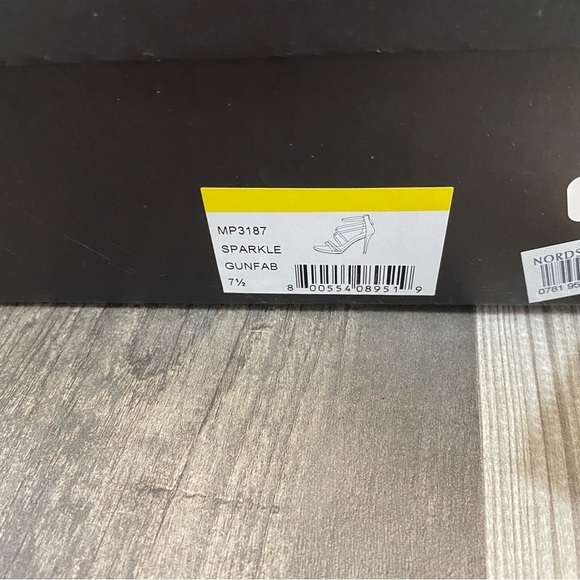 MP3187
SPARKLE
GUNFAB
7½
8 00554 08951 9
NORDS
0781 95